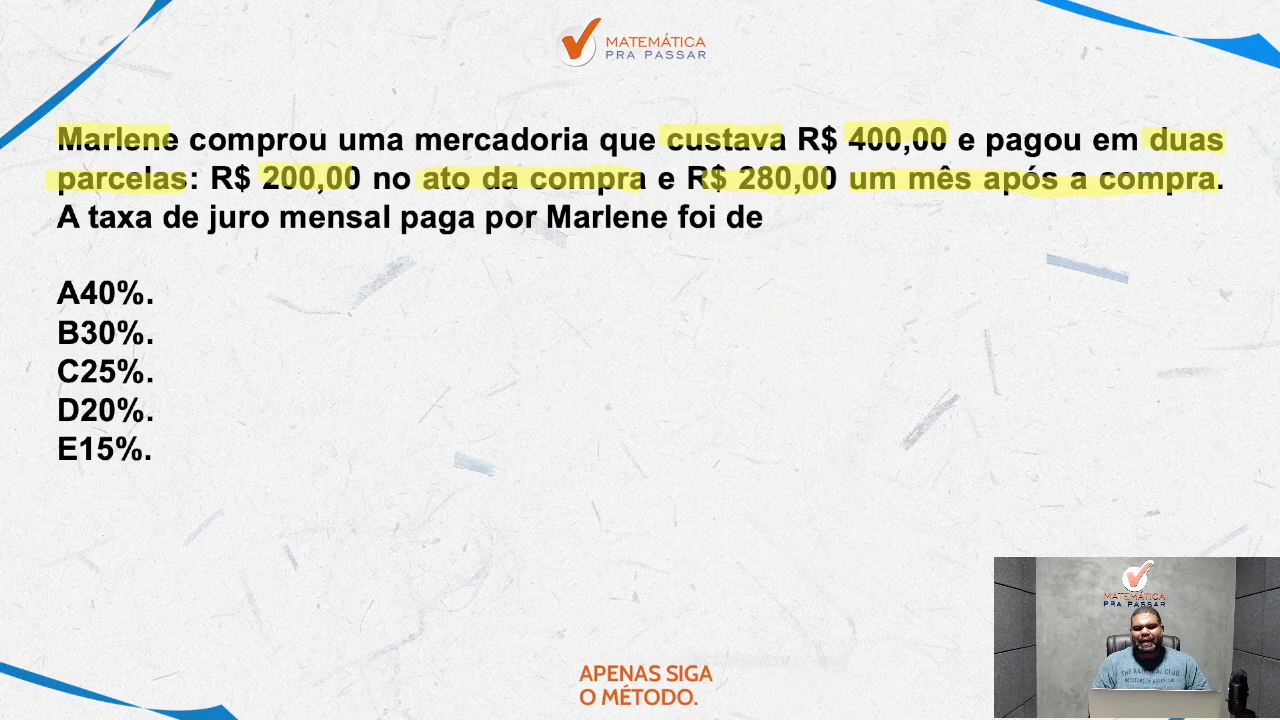 MATEMÁTICA
PRA PASSAR
Marlene comprou uma mercadoria que custava R$ 400,00 e pagou em duas
parcelas: R$ 200,00 no ato da compra e R$ 280,00 um mês após a compra.
A taxa de juro mensal paga por Marlene foi de
A40%.
B30%.
C25%.
D20%.
E15%.
MATEMÁTICA
PRA PASSAR
APENAS SIGA
O MÉTODO.